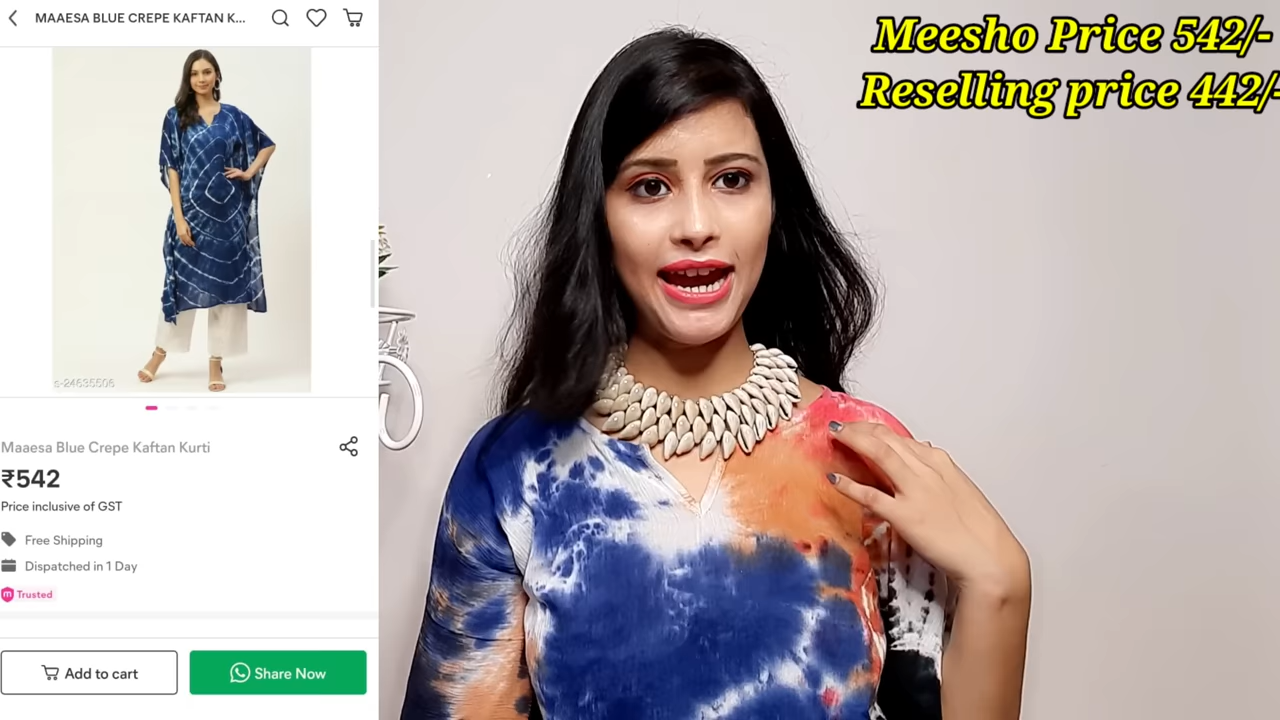 MAAESA BLUE CREPE KAFTAN K...
s-24635506
Maaesa Blue Crepe Kaftan Kurti
₹542
Price inclusive of GST
Free Shipping
Dispatched in 1 Day
m Trusted
Add to cart
Share Now
Meesho Price 542/-
Reselling price 442/-